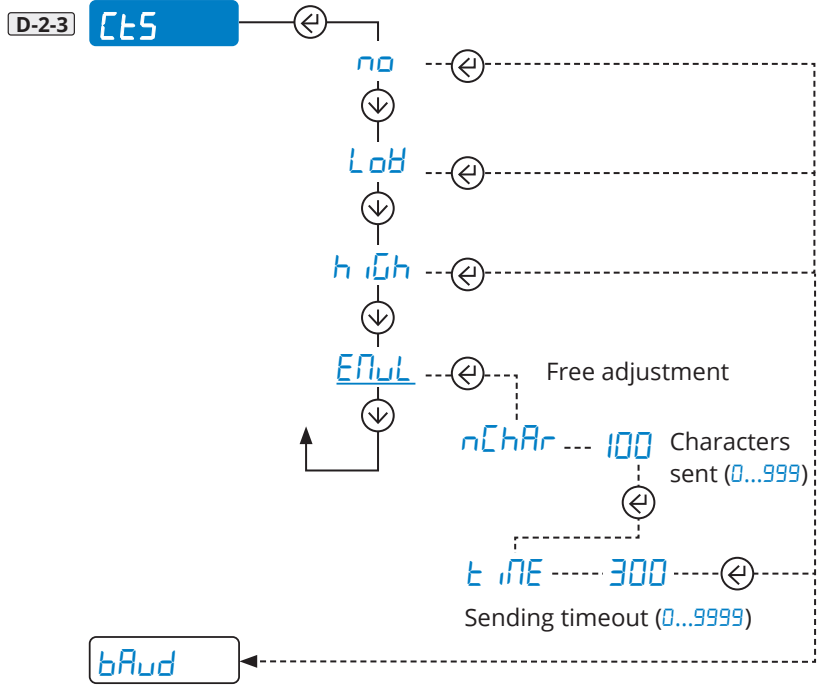 D-2-3 CtS
no
LoW
hiGh
EMuL
Free adjustment
nChAr 100 Characters
sent (0...999)
tiME 300
Sending timeout (0...9999)
bAud